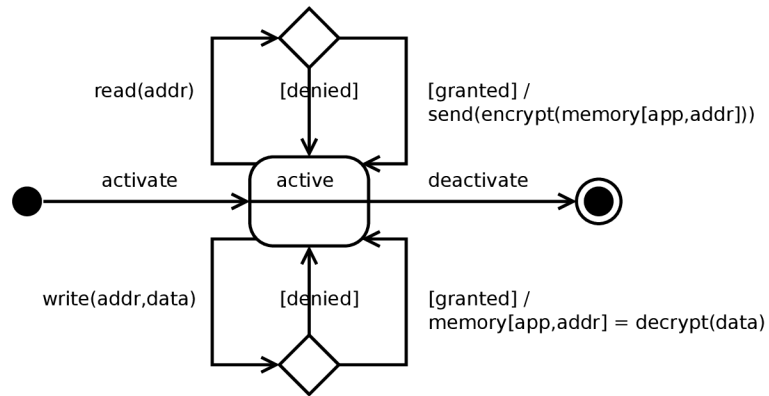 read(addr)
[denied]
[granted] /
send(encrypt(memory[app,addr]))
activate
active
deactivate
write(addr,data)
[denied]
[granted] /
memory[app,addr] = decrypt(data)